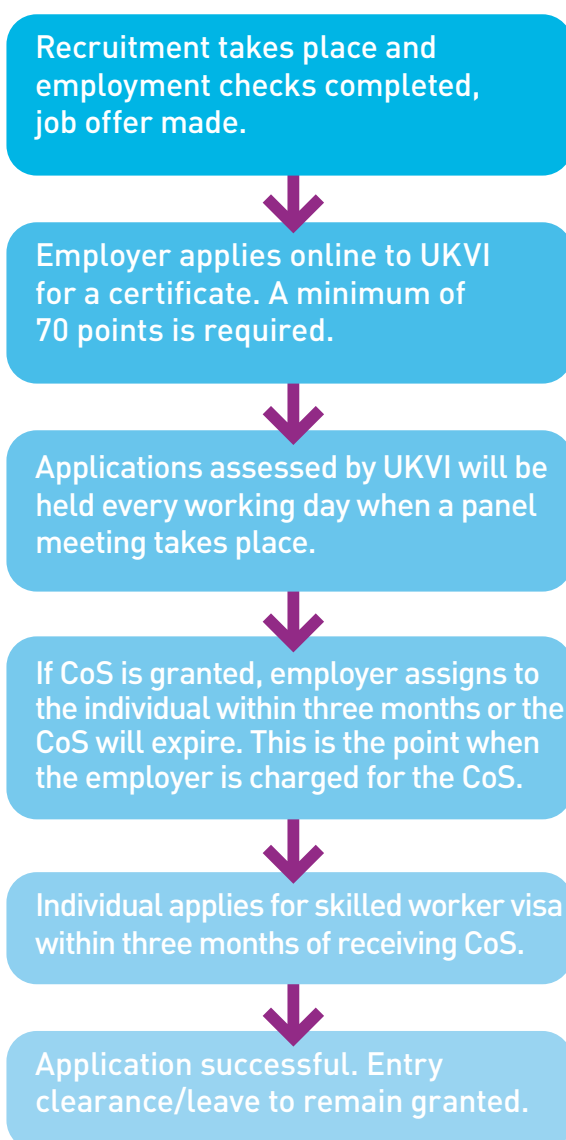 Recruitment takes place and
employment checks completed,
job offer made.
Employer applies online to UKVI
for a certificate. A minimum of
70 points is required.
Applications assessed by UKVI will be
held every working day when a panel
meeting takes place.
If CoS is granted, employer assigns to
the individual within three months or the
CoS will expire. This is the point when
the employer is charged for the CoS.
Individual applies for skilled worker visa
within three months of receiving CoS.
Application successful. Entry
clearance/leave to remain granted.